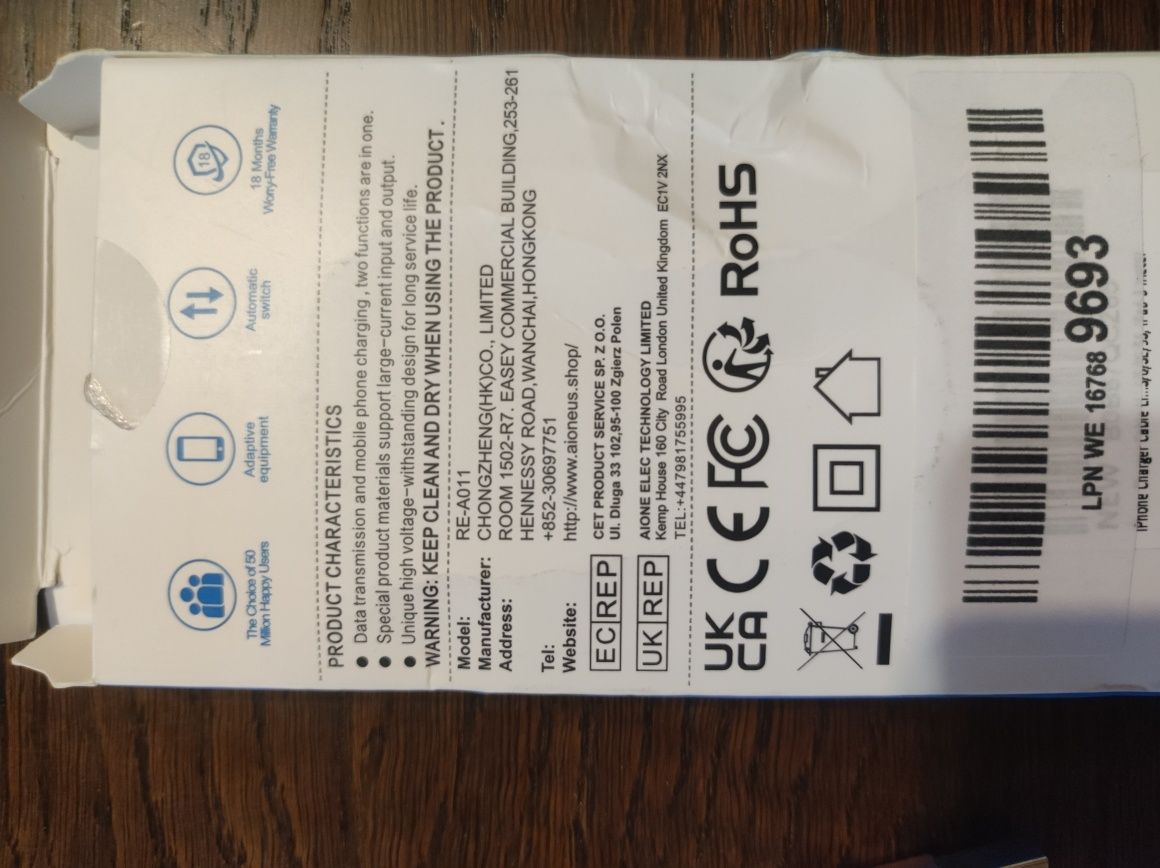 The Choice of 50
Million Happy Users
Adaptive
equipment
Automatic
switch
18
18 Months
Worry-Free Warranty
PRODUCT CHARACTERISTICS
● Data transmission and mobile phone charging , two functions are in one.
● Special product materials support large-current input and output.
● Unique high voltage-withstanding design for long service life.
WARNING: KEEP CLEAN AND DRY WHEN USING THE PRODUCT .
Model: RE-A011
Manufacturer: CHONGZHENG(HK)CO., LIMITED
Address: ROOM 1502-R7. EASEY COMMERCIAL BUILDING,253-261
HENNESSY ROAD,WANCHAI,HONGKONG
Tel: +852-30697751
Website: http://www.aioneus.shop/
EC REP CET PRODUCT SERVICE SP. Z O.O.
Ul. Dluga 33 102,95-100 Zgierz Polen
UK REP AIONE ELEC TECHNOLOGY LIMITED
Kemp House 160 City Road London United Kingdom EC1V 2NX
TEL:+447981755995
UK
CA CE FC RoHS
LPN WE 16768 9693
iPhone Charger Cable